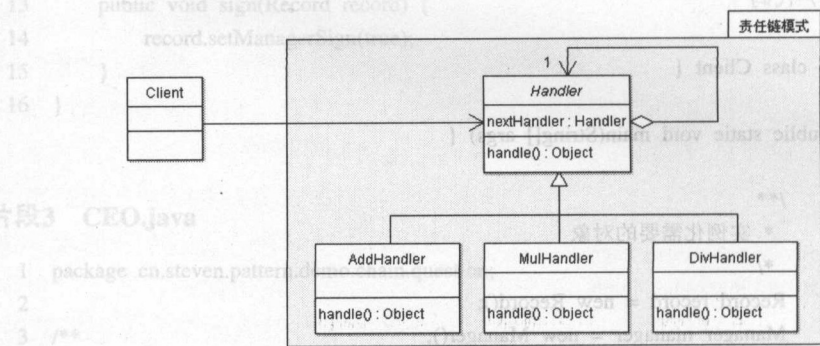 13 public void sign(Record record) {
14 record.setManagerSign(true);
15 }
16 }
责任链模式
class Client {
1
Client
Handler
nextHandler : Handler
handle() : Object
public static void main(String[] args) {
/**
片段3 CEO.java
* 实例化需要的对象
*/
AddHandler
handle() : Object
MulHandler
handle() : Object
DivHandler
handle() : Object
1 package cn.steven.pattern.demo.chain.question;
2
3 /**
Record record = new Record();
Manager manager = new Manager();